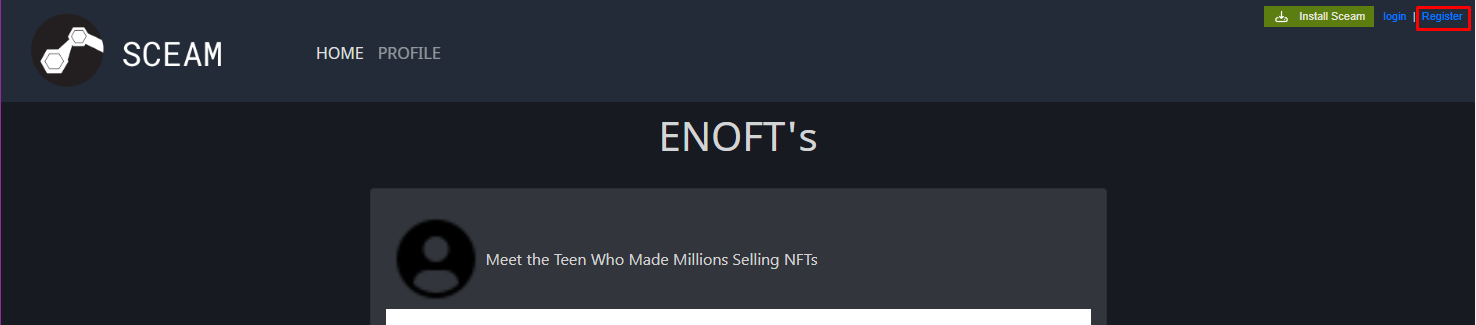 Install Sceam login | Register
SCEAM HOME PROFILE
ENOFT's
Meet the Teen Who Made Millions Selling NFTs